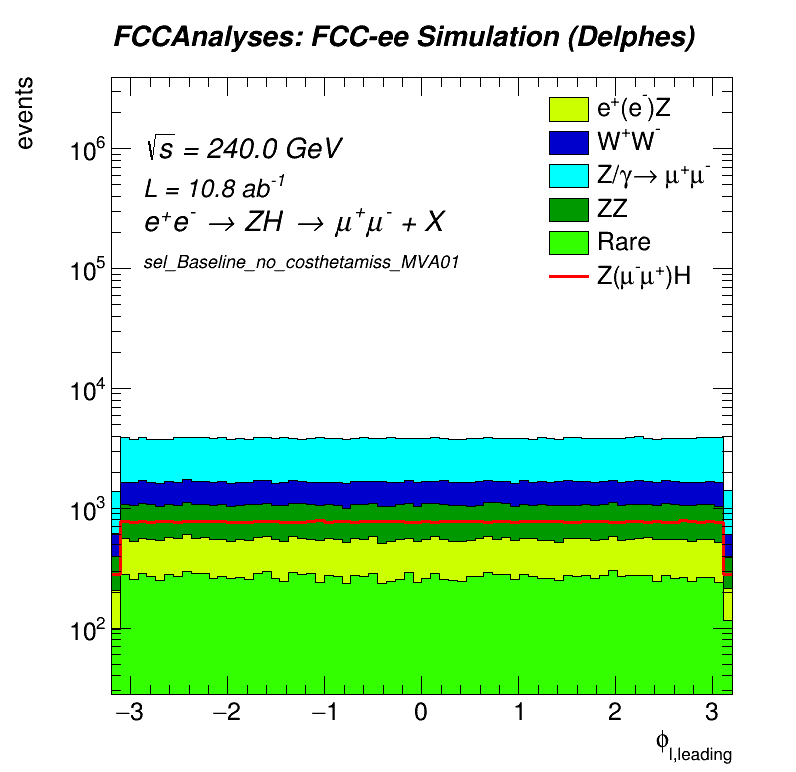 FCCAnalyses: FCC-ee Simulation (Delphes)
events
√s = 240.0 GeV
L = 10.8 ab⁻¹
e⁺e⁻ → ZH → μ⁺μ⁻ + X
sel_Baseline_no_costhetamiss_MVA01
e⁺(e⁻)Z
W⁺W⁻
Z/γ→ μ⁺μ⁻
ZZ
Rare
Z(μ⁻μ⁺)H
10⁶
10⁵
10⁴
10³
10²
−3 −2 −1 0 1 2 3
ϕ_l,leading